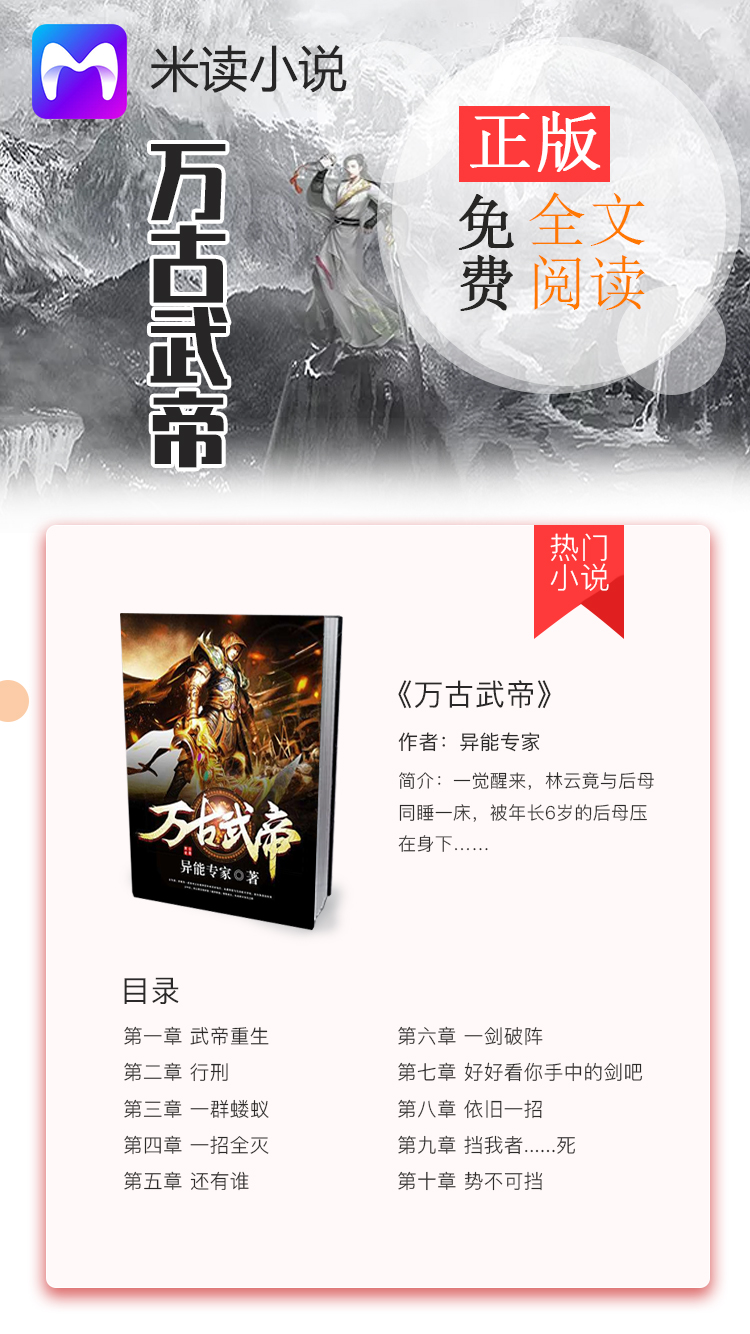 米读小说
万古武帝
正版
免费
全文
阅读
热门
小说
万古武帝
异能专家◎著
《万古武帝》
作者：异能专家
简介：一觉醒来，林云竟与后母
同睡一床，被年长6岁的后母压
在身下……
目录
第一章 武帝重生
第二章 行刑
第三章 一群蝼蚁
第四章 一招全灭
第五章 还有谁
第六章 一剑破阵
第七章 好好看你手中的剑吧
第八章 依旧一招
第九章 挡我者......死
第十章 势不可挡